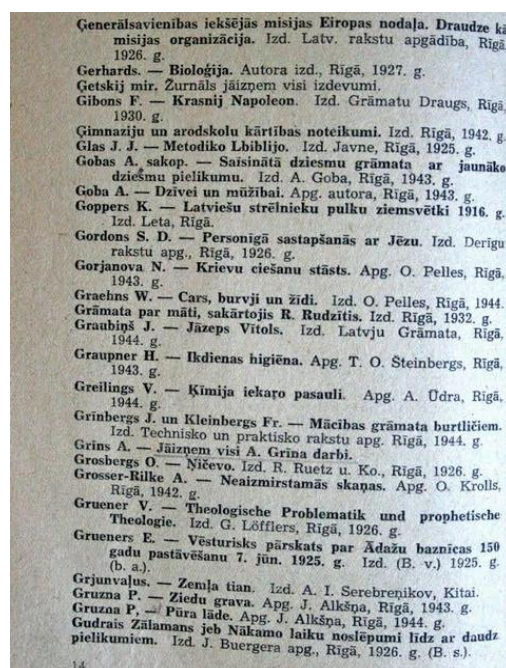 Ģenerālsavienības iekšējās misijas Eiropas nodaļa. Draudze kā
misijas organizācija. Izd. Latv. rakstu apgādība, Rīgā,
1926. g.
Gerhards. — Bioloģija. Autora izd., Rīgā, 1927. g.
Ģetskij mir. Žurnāls jāizņem visi izdevumi.
Gibons F. — Krasnij Napoleon. Izd. Grāmatu Draugs, Rīgā,
1930. g.
Ģimnaziju un arodskolu kārtības noteikumi. Izd. Rīgā, 1942. g.
Glas J. J. — Metodiko Lbiblijo. Izd. Javne, Rīgā, 1925. g.
Gobas A. sakop. — Saīsinātā dziesmu grāmata ar jaunāko
dziesmu pielikumu. Izd. A. Goba, Rīgā, 1943. g.
Goba A. — Dzīvei un mūžībai. Apg. autora, Rīgā, 1943. g.
Goppers K. — Latviešu strēlnieku pulku ziemsvētki 1916. g.
Izd. Leta, Rīgā.
Gordons S. D. — Personīgā sastapšanās ar Jēzu. Izd. Derīgu
rakstu apg., Rīgā, 1926. g.
Gorjanova N. — Krievu ciešanu stāsts. Apg. O. Pelles, Rīgā,
1943. g.
Graehns W. — Cars, burvji un žīdi. Izd. O. Pelles, Rīgā, 1944.
Grāmata par māti, sakārtojis R. Rudzītis. Izd. Rīgā, 1932. g.
Graubiņš J. — Jāzeps Vītols. Izd. Latvju Grāmata, Rīgā,
1944. g.
Graupner H. — Ikdienas higiēna. Apg. T. O. Šteinbergs, Rīgā,
1943. g.
Greilings V. — Ķīmija iekaro pasauli. Apg. A. Ūdra, Rīgā,
1944. g.
Grīnbergs J. un Kleinbergs Fr. — Mācības grāmata burtličiem.
Izd. Technisko un praktisko rakstu apg. Rīgā, 1944. g.
Grīns A. — Jāizņem visi A. Grīna darbi.
Grosbergs O. — Ņičevo. Izd. R. Ruetz u. Ko., Rīgā, 1926. g.
Grosser-Rilke A. — Neaizmirstamās skaņas. Apg. O. Krolls,
Rīgā, 1942. g.
Gruener V. — Theologische Problematik und prophetische
Theologie. Izd. G. Löfflers, Rīgā, 1926. g.
Grueners E. — Vēsturisks pārskats par Ādažu baznīcas 150
gadu pastāvēšanu 7. jūn. 1925. g. Izd. (B. v.) 1925. g.
(b. a.).
Grjunvaļus. — Zemļa tian. Izd. A. I. Serebreņikov, Kitai.
Gruzna P. — Ziedu grava. Apg. J. Alkšņa, Rīgā, 1943. g.
Gruzna P, — Pūra lāde. Apg. J. Alkšņa, Rīgā, 1944. g.
Gudrais Zālamans jeb Nākamo laiku noslēpumi līdz ar daudz
pielikumiem. Izd. J. Buergera apg., Rīgā, 1926. g. (B. s.).
14